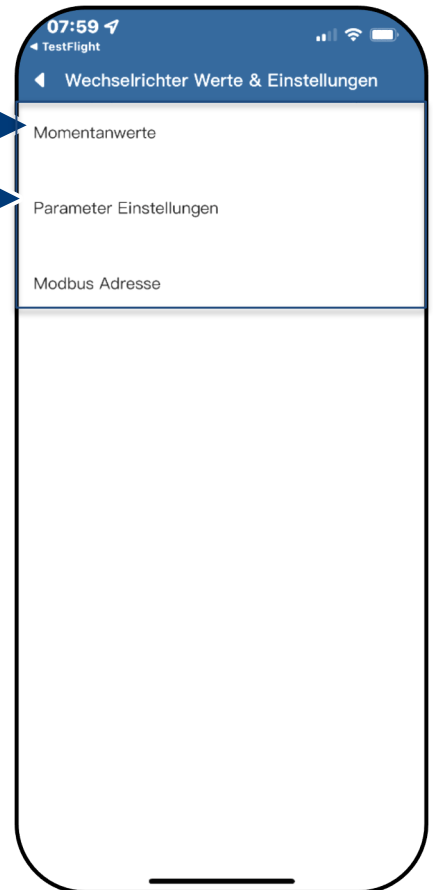 07:59
◀ TestFlight
Wechselrichter Werte & Einstellungen
Momentanwerte
Parameter Einstellungen
Modbus Adresse